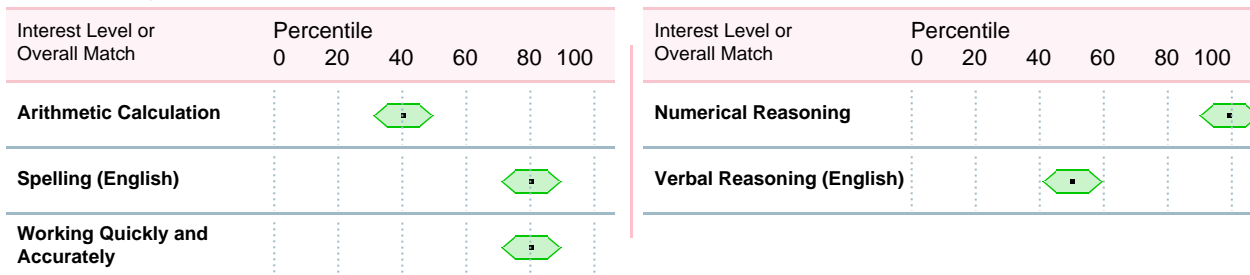 Interest Level or
Overall Match
Percentile
0 20 40 60 80 100
Arithmetic Calculation
Spelling (English)
Working Quickly and
Accurately
Interest Level or
Overall Match
Percentile
0 20 40 60 80 100
Numerical Reasoning
Verbal Reasoning (English)